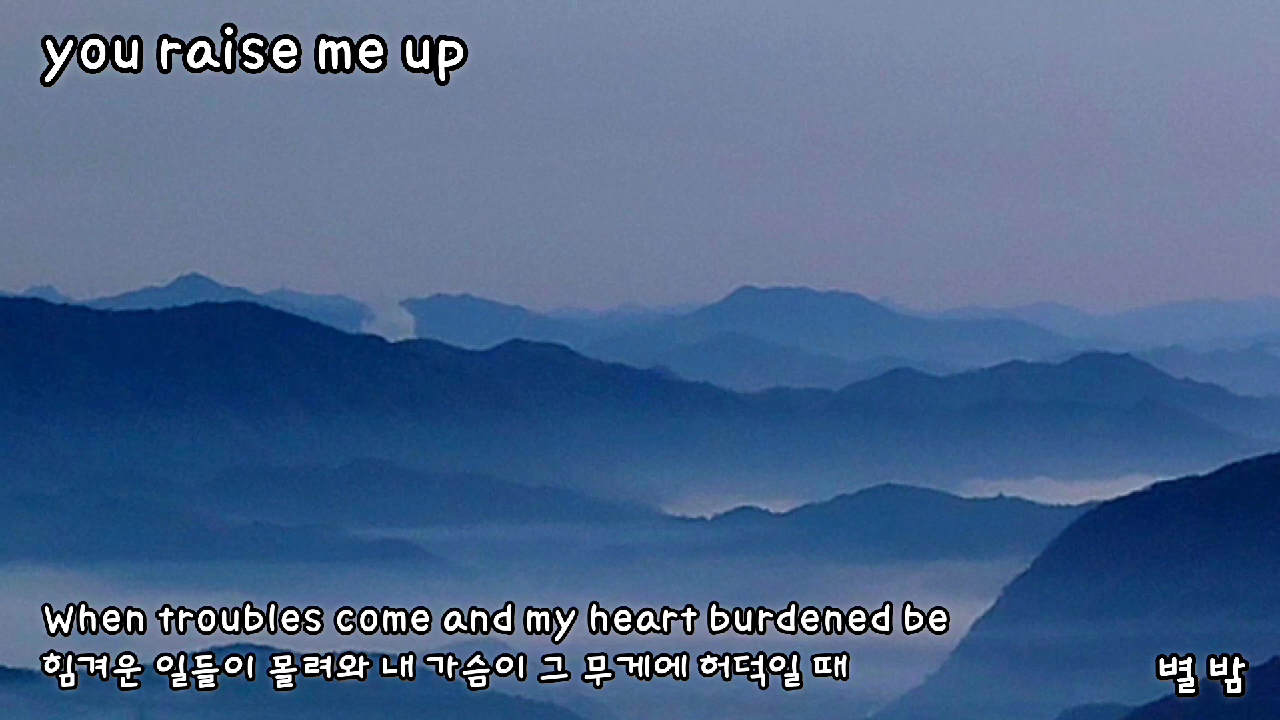 you raise me up
When troubles come and my heart burdened be
힘겨운 일들이 몰려와 내 가슴이 그 무게에 허덕일 때
별 밤